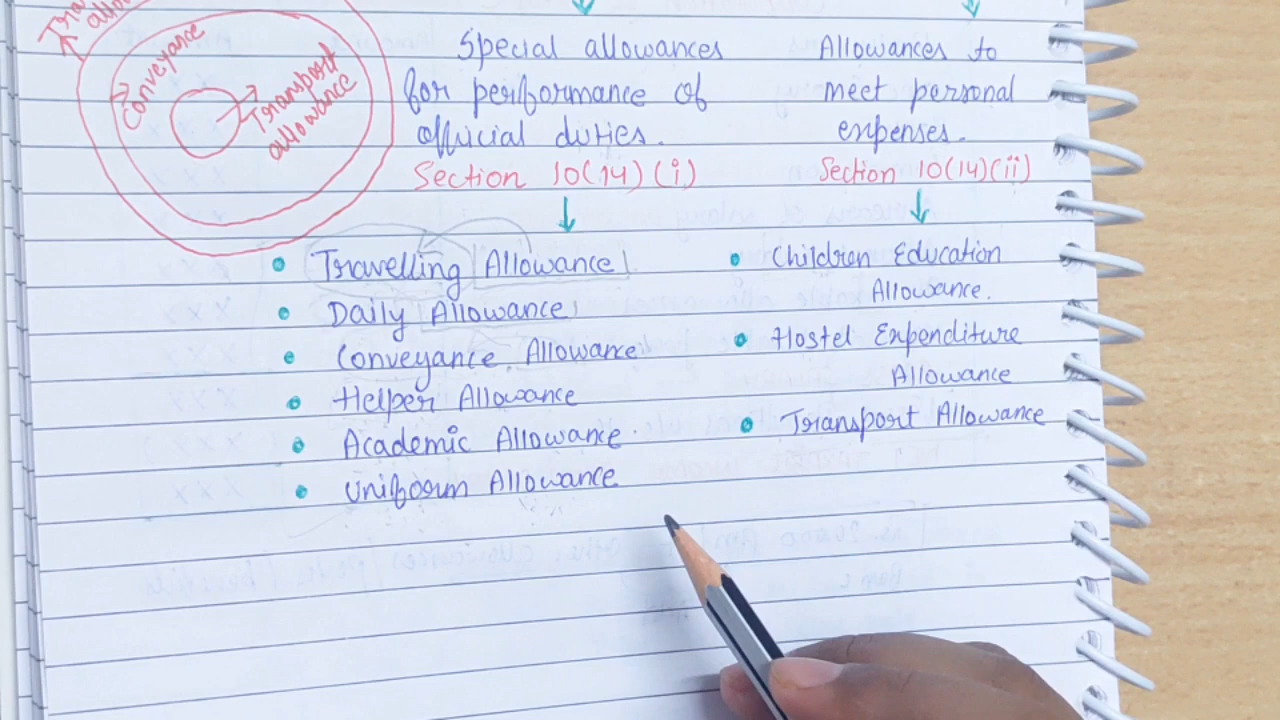 Tra
allo
Conveyance
Transport
allowance
Special allowances
for performance of
official duties.
Section 10(14)(i)
Travelling Allowance
Daily Allowance
Conveyance Allowance
Helper Allowance
Academic Allowance
Uniform Allowance
Allowances to
meet personal
expenses.
Section 10(14)(ii)
Children Education
Allowance.
Hostel Expenditure
Allowance
Transport Allowance